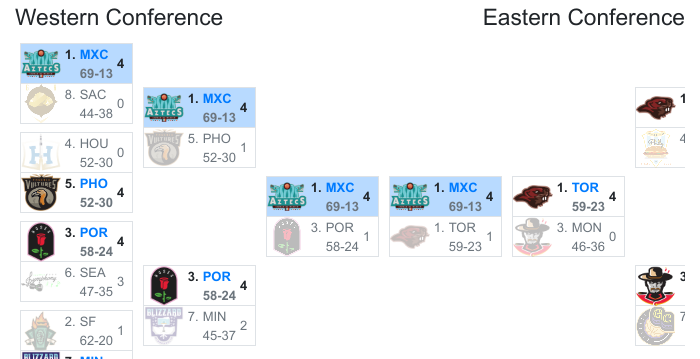 Western Conference
Eastern Conference
1. MXC 4
69-13
8. SAC 0
44-38
4. HOU 0
52-30
5. PHO 4
52-30
3. POR 4
58-24
6. SEA 3
47-35
2. SF 1
62-20
1. MXC 4
69-13
5. PHO 1
52-30
3. POR 4
58-24
7. MIN 2
45-37
1. MXC 4
69-13
3. POR 1
58-24
1. MXC 4
69-13
1. TOR 1
59-23
1. TOR 4
59-23
3. MON 0
46-36
AZTECS
VULTURES
BLIZZARD